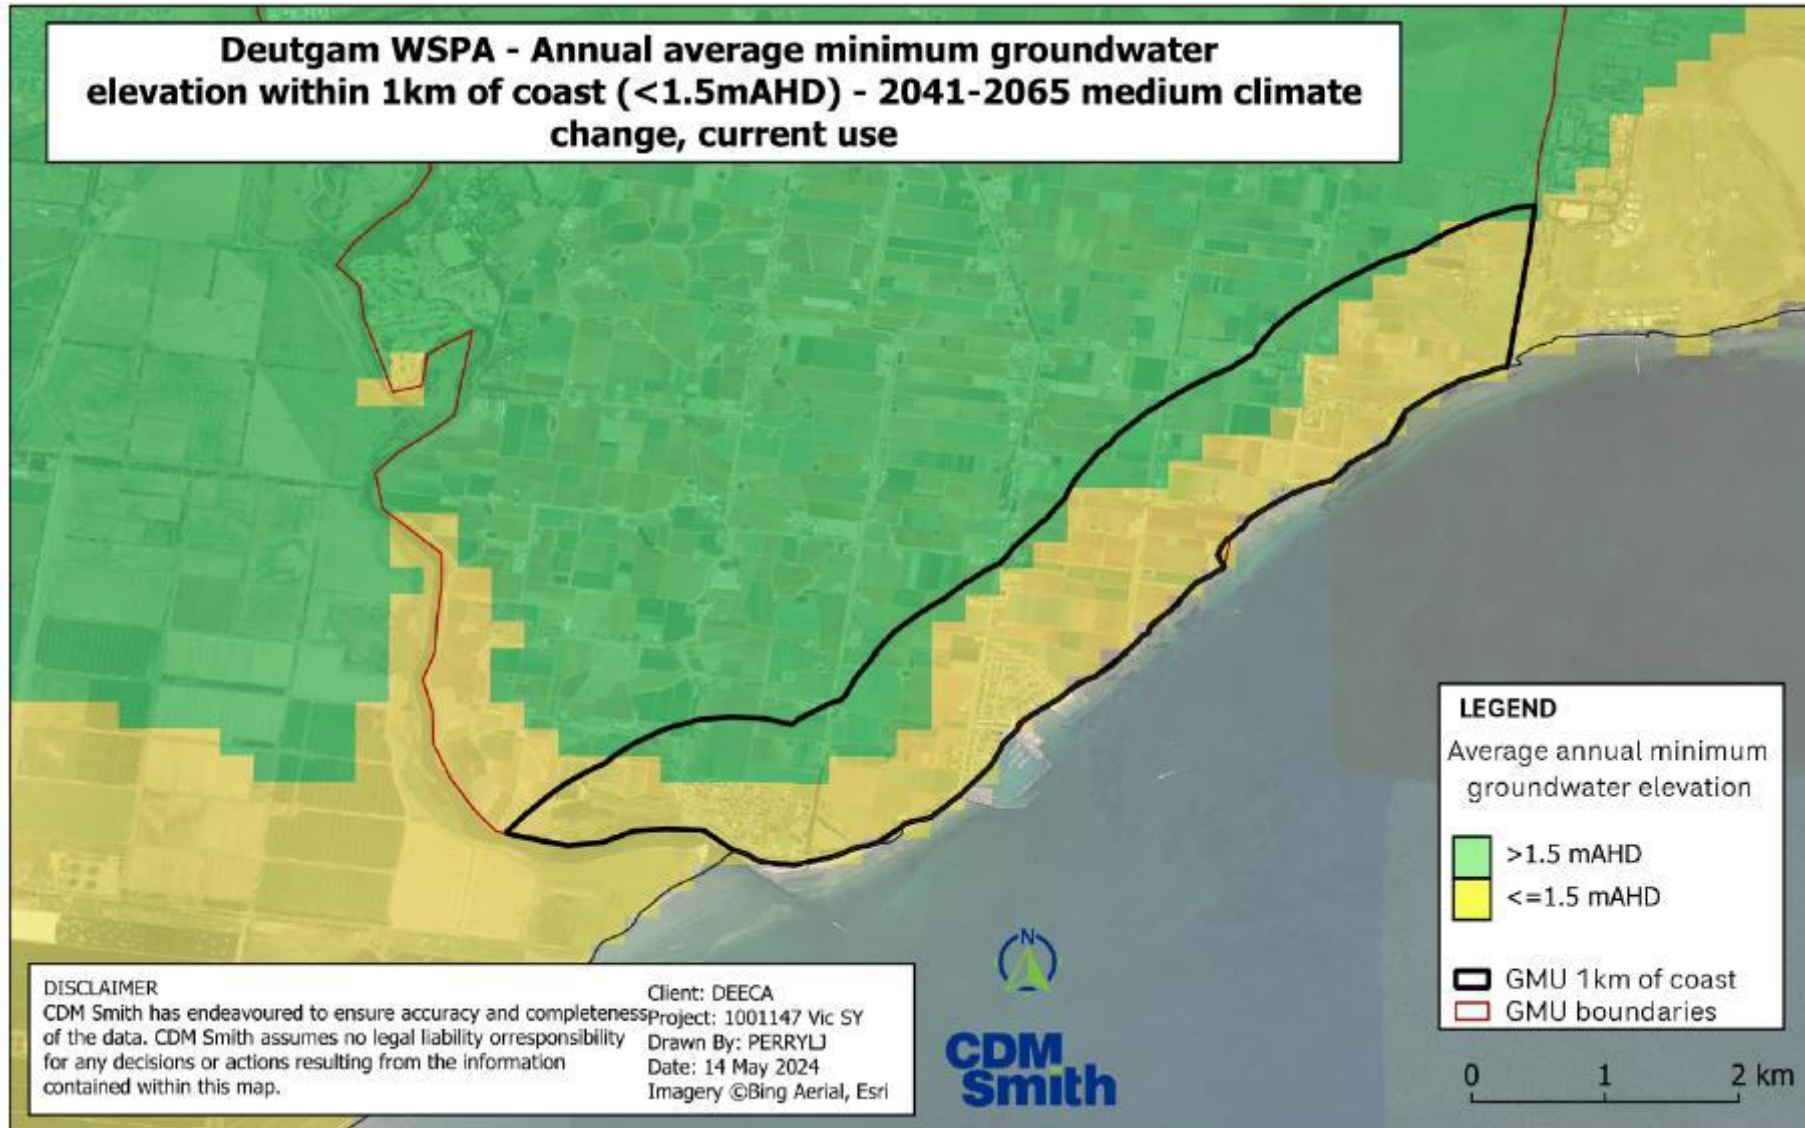 Deutgam WSPA - Annual average minimum groundwater
elevation within 1km of coast (<1.5mAHD) - 2041-2065 medium climate
change, current use
LEGEND
Average annual minimum
groundwater elevation
>1.5 mAHD
<=1.5 mAHD
GMU 1km of coast
GMU boundaries
0 1 2 km
N
CDM
Smith
DISCLAIMER
CDM Smith has endeavoured to ensure accuracy and completeness
of the data. CDM Smith assumes no legal liability orresponsibility
for any decisions or actions resulting from the information
contained within this map.
Client: DEECA
Project: 1001147 Vic SY
Drawn By: PERRYLJ
Date: 14 May 2024
Imagery ©Bing Aerial, Esri